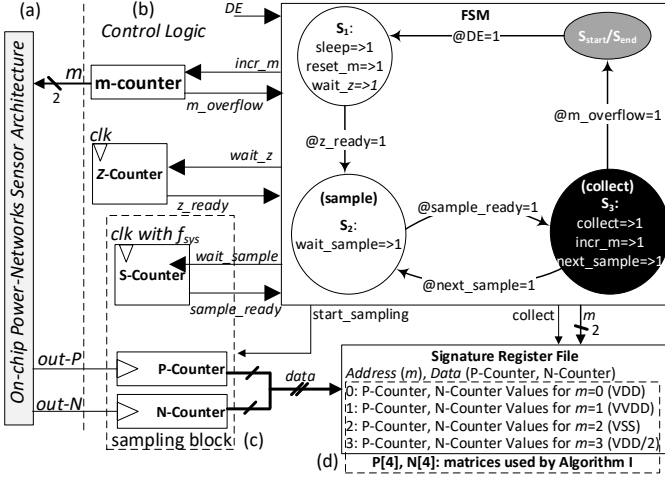 (a)
(b)
Control Logic
DE
FSM
On-chip Power-Networks Sensor Architecture
m
2
m-counter
incr_m
m_overflow
clk
Z-Counter
wait_z
z_ready
clk with fsys
S-Counter
wait_sample
sample_ready
S1:
sleep=>1
reset_m=>1
wait_z=>1
@DE=1
Sstart/Send
@z_ready=1
@m_overflow=1
(sample)
S2:
wait_sample=>1
@sample_ready=1
@next_sample=1
(collect)
S3:
collect=>1
incr_m=>1
next_sample=>1
start_sampling
collect
m
2
out-P
P-Counter
out-N
N-Counter
data
sampling block
(c)
Signature Register File
Address (m), Data (P-Counter, N-Counter)
0: P-Counter, N-Counter Values for m=0 (VDD)
1: P-Counter, N-Counter Values for m=1 (VVDD)
2: P-Counter, N-Counter Values for m=2 (VSS)
3: P-Counter, N-Counter Values for m=3 (VDD/2)
(d)
P[4], N[4]: matrices used by Algorithm I